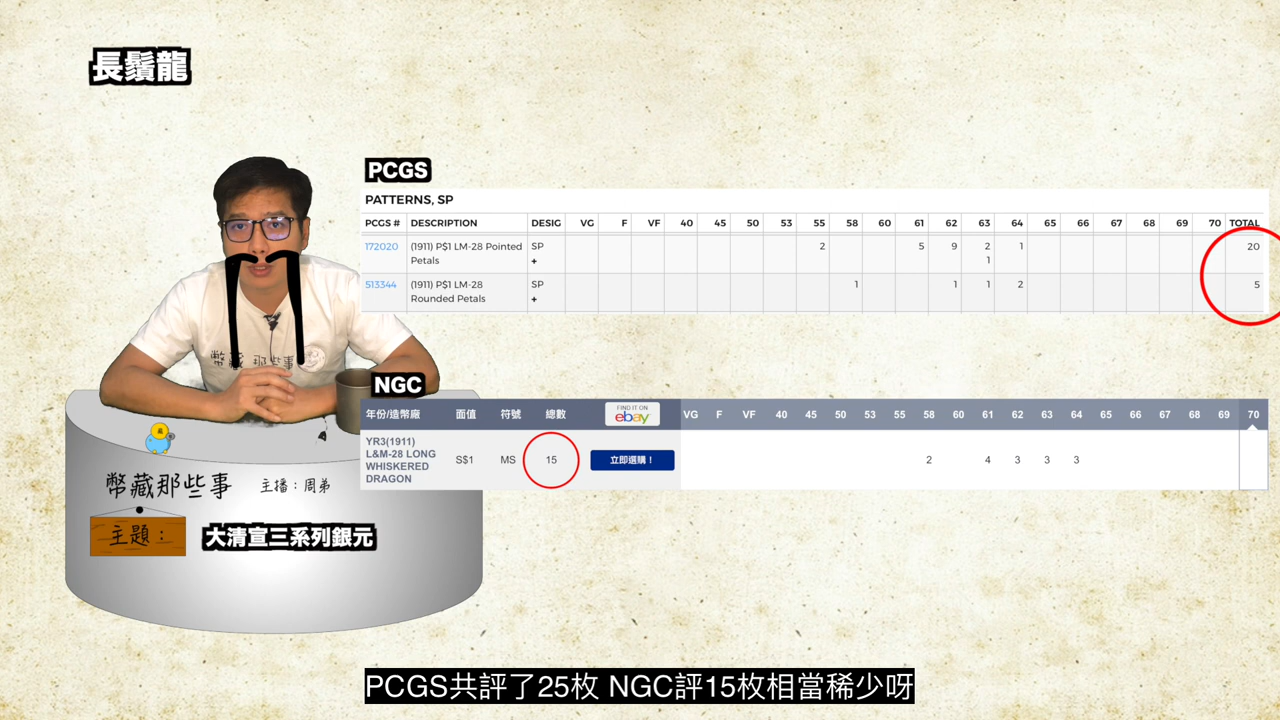 長鬚龍
PCGS
PATTERNS, SP
PCGS # DESCRIPTION DESIG VG F VF 40 45 50 53 55 58 60 61 62 63 64 65 66 67 68 69 70 TOTAL
172020 (1911) P$1 LM-28 Pointed Petals SP + 2 5 9 2 1 1 20
513344 (1911) P$1 LM-28 Rounded Petals SP + 1 1 1 2 5
幣藏 那些事
NGC
年份/造幣廠 面值 符號 總數 FIND IT ON ebay VG F VF 40 45 50 53 55 58 60 61 62 63 64 65 66 67 68 69 70
YR3(1911)
L&M-28 LONG
WHISKERED
DRAGON
S$1 MS 15 立即選購！ 2 4 3 3 3
幣藏那些事 主播：周弟
主題：
大清宣三系列銀元
PCGS共評了25枚 NGC評15枚相當稀少呀